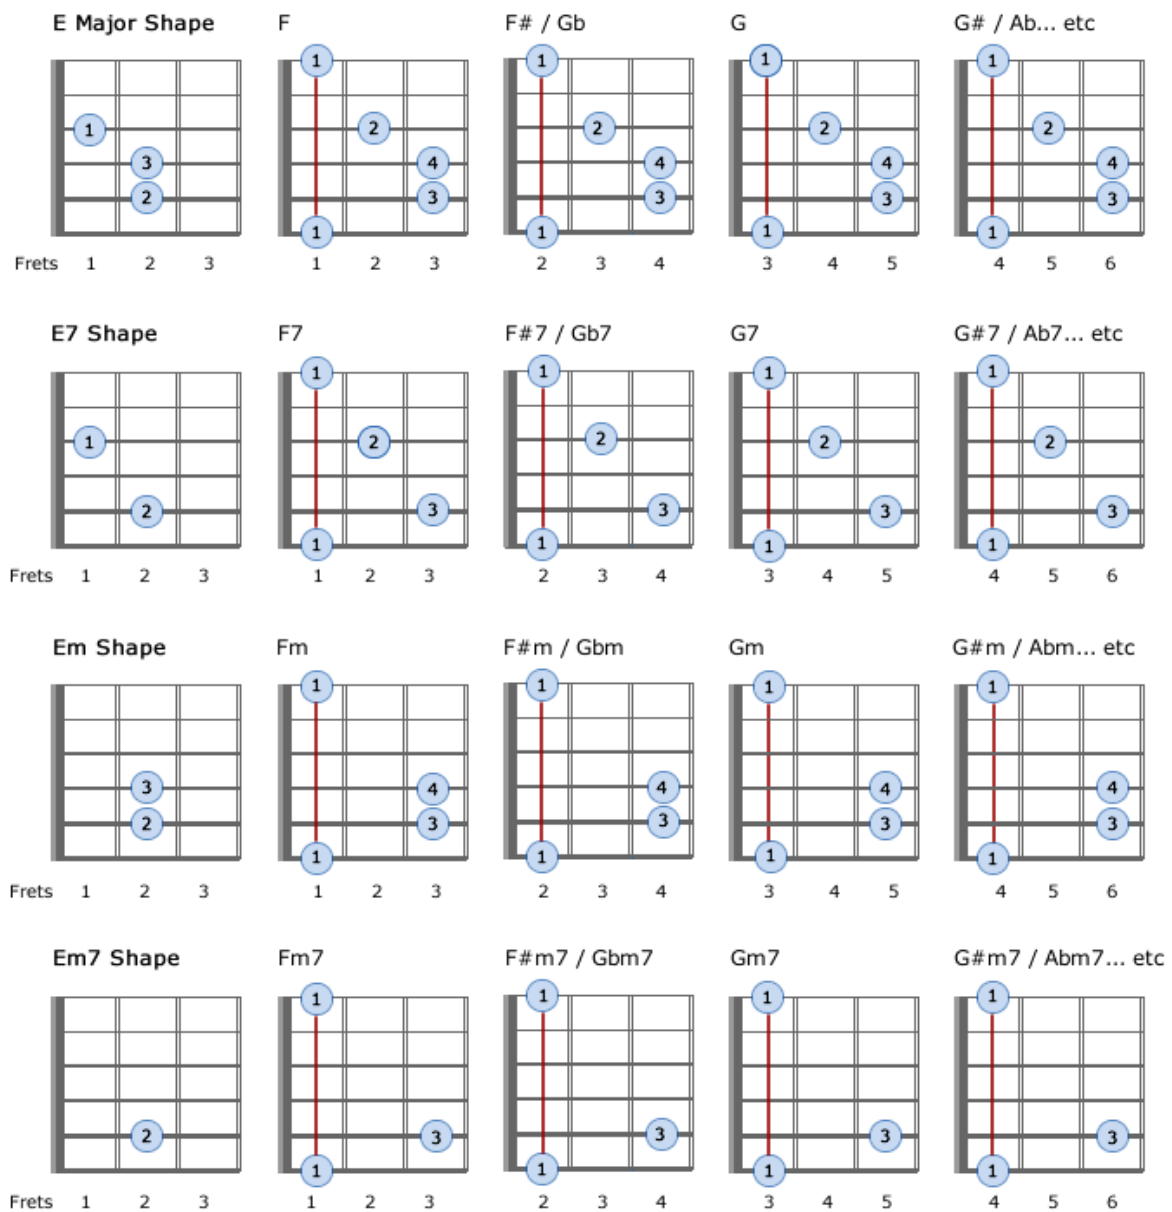 E Major Shape F F# / Gb G G# / Ab... etc
1 1 1 1
1 2 2 2 2
3 4 4 4 4
2 3 3 3 3
1 1 1 1
Frets 1 2 3 1 2 3 2 3 4 3 4 5 4 5 6
E7 Shape F7 F#7 / Gb7 G7 G#7 / Ab7... etc
1 1 1 1
1 2 2 2 2
2 3 3 3 3
1 1 1 1
Frets 1 2 3 1 2 3 2 3 4 3 4 5 4 5 6
Em Shape Fm F#m / Gbm Gm G#m / Abm... etc
1 1 1 1
3 4 4 4 4
2 3 3 3 3
1 1 1 1
Frets 1 2 3 1 2 3 2 3 4 3 4 5 4 5 6
Em7 Shape Fm7 F#m7 / Gbm7 Gm7 G#m7 / Abm7... etc
1 1 1 1
2 3 3 3 3
1 1 1 1
Frets 1 2 3 1 2 3 2 3 4 3 4 5 4 5 6